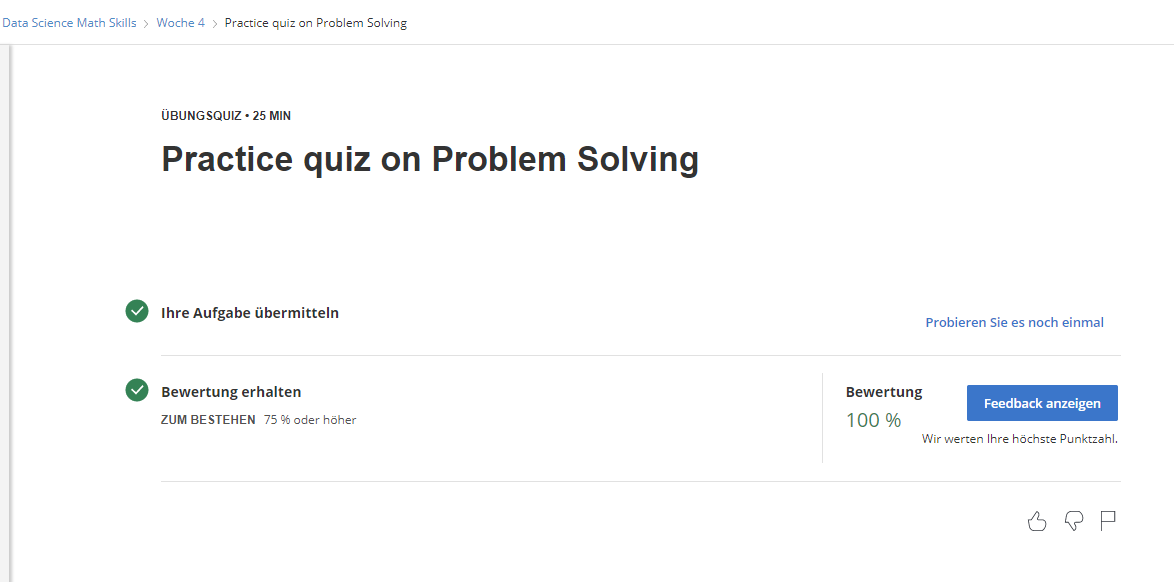 Data Science Math Skills > Woche 4 > Practice quiz on Problem Solving
ÜBUNGSQUIZ • 25 MIN
Practice quiz on Problem Solving
Ihre Aufgabe übermitteln
Probieren Sie es noch einmal
Bewertung erhalten
ZUM BESTEHEN 75 % oder höher
Bewertung
100 %
Feedback anzeigen
Wir werten Ihre höchste Punktzahl.